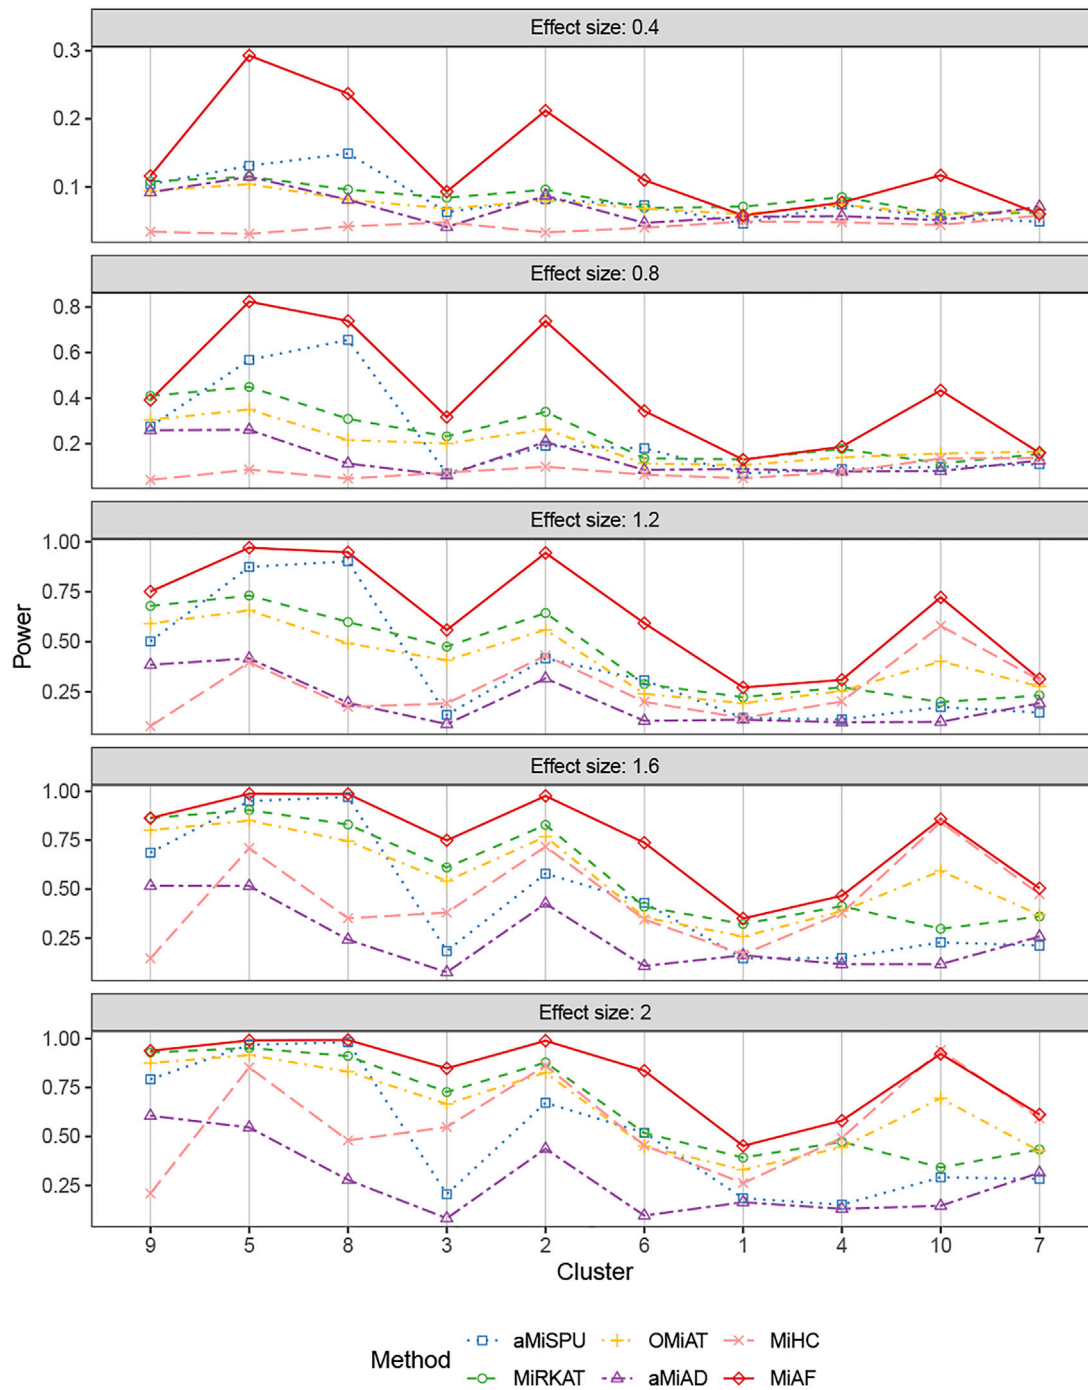 Effect size: 0.4
0.3
0.2
0.1
Effect size: 0.8
0.8
0.6
0.4
0.2
Effect size: 1.2
1.00
0.75
0.50
0.25
Power
Effect size: 1.6
1.00
0.75
0.50
0.25
Effect size: 2
1.00
0.75
0.50
0.25
9 5 8 3 2 6 1 4 10 7
Cluster
Method
aMiSPU OMiAT MiHC
MiRKAT aMiAD MiAF